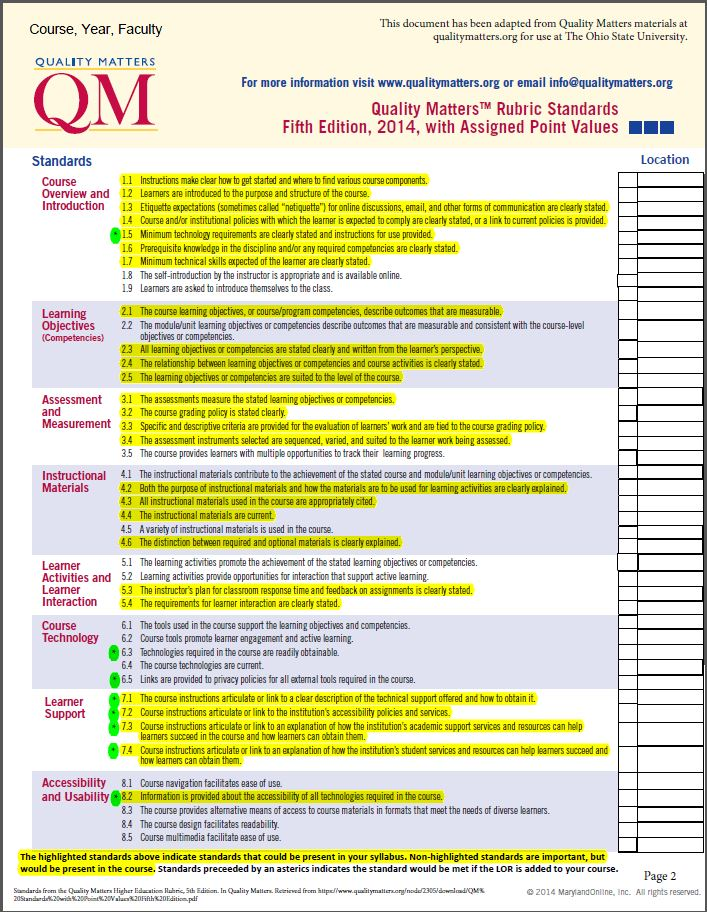 Course, Year, Faculty
This document has been adapted from Quality Matters materials at
qualitymatters.org for use at The Ohio State University.
QUALITY MATTERS
QM
For more information visit www.qualitymatters.org or email info@qualitymatters.org
Quality Matters™ Rubric Standards
Fifth Edition, 2014, with Assigned Point Values
Standards
Location
Course
Overview and
Introduction
1.1 Instructions make clear how to get started and where to find various course components.
1.2 Learners are introduced to the purpose and structure of the course.
1.3 Etiquette expectations (sometimes called “netiquette”) for online discussions, email, and other forms of communication are clearly stated.
1.4 Course and/or institutional policies with which the learner is expected to comply are clearly stated, or a link to current policies is provided.
* 1.5 Minimum technology requirements are clearly stated and instructions for use provided.
1.6 Prerequisite knowledge in the discipline and/or any required competencies are clearly stated.
1.7 Minimum technical skills expected of the learner are clearly stated.
1.8 The self-introduction by the instructor is appropriate and is available online.
1.9 Learners are asked to introduce themselves to the class.
Learning
Objectives
(Competencies)
2.1 The course learning objectives, or course/program competencies, describe outcomes that are measurable.
2.2 The module/unit learning objectives or competencies describe outcomes that are measurable and consistent with the course-level
objectives or competencies.
2.3 All learning objectives or competencies are stated clearly and written from the learner's perspective.
2.4 The relationship between learning objectives or competencies and course activities is clearly stated.
2.5 The learning objectives or competencies are suited to the level of the course.
Assessment
and
Measurement
3.1 The assessments measure the stated learning objectives or competencies.
3.2 The course grading policy is stated clearly.
3.3 Specific and descriptive criteria are provided for the evaluation of learners' work and are tied to the course grading policy.
3.4 The assessment instruments selected are sequenced, varied, and suited to the learner work being assessed.
3.5 The course provides learners with multiple opportunities to track their learning progress.
Instructional
Materials
4.1 The instructional materials contribute to the achievement of the stated course and module/unit learning objectives or competencies.
4.2 Both the purpose of instructional materials and how the materials are to be used for learning activities are clearly explained.
4.3 All instructional materials used in the course are appropriately cited.
4.4 The instructional materials are current.
4.5 A variety of instructional materials is used in the course.
4.6 The distinction between required and optional materials is clearly explained.
Learner
Activities and
Learner
Interaction
5.1 The learning activities promote the achievement of the stated learning objectives or competencies.
5.2 Learning activities provide opportunities for interaction that support active learning.
5.3 The instructor's plan for classroom response time and feedback on assignments is clearly stated.
5.4 The requirements for learner interaction are clearly stated.
Course
Technology
6.1 The tools used in the course support the learning objectives and competencies.
6.2 Course tools promote learner engagement and active learning.
* 6.3 Technologies required in the course are readily obtainable.
6.4 The course technologies are current.
* 6.5 Links are provided to privacy policies for all external tools required in the course.
Learner
Support
* 7.1 The course instructions articulate or link to a clear description of the technical support offered and how to obtain it.
* 7.2 Course instructions articulate or link to the institution's accessibility policies and services.
* 7.3 Course instructions articulate or link to an explanation of how the institution's academic support services and resources can help
learners succeed in the course and how learners can obtain them.
* 7.4 Course instructions articulate or link to an explanation of how the institution's student services and resources can help learners succeed and
how learners can obtain them.
Accessibility
and Usability
8.1 Course navigation facilitates ease of use.
* 8.2 Information is provided about the accessibility of all technologies required in the course.
8.3 The course provides alternative means of access to course materials in formats that meet the needs of diverse learners.
8.4 The course design facilitates readability.
8.5 Course multimedia facilitate ease of use.
The highlighted standards above indicate standards that could be present in your syllabus. Non-highlighted standards are important, but
would be present in the course. Standards preceeded by an asterics indicates the standard would be met if the LOR is added to your course.
Page 2
Standards from the Quality Matters Higher Education Rubric, 5th Edition. In Quality Matters. Retrieved from https://www.qualitymatters.org/node/2305/download/QM%
20Standards%20with%20Point%20Values%20Fifth%20Edition.pdf
© 2014 MarylandOnline, Inc. All rights reserved.